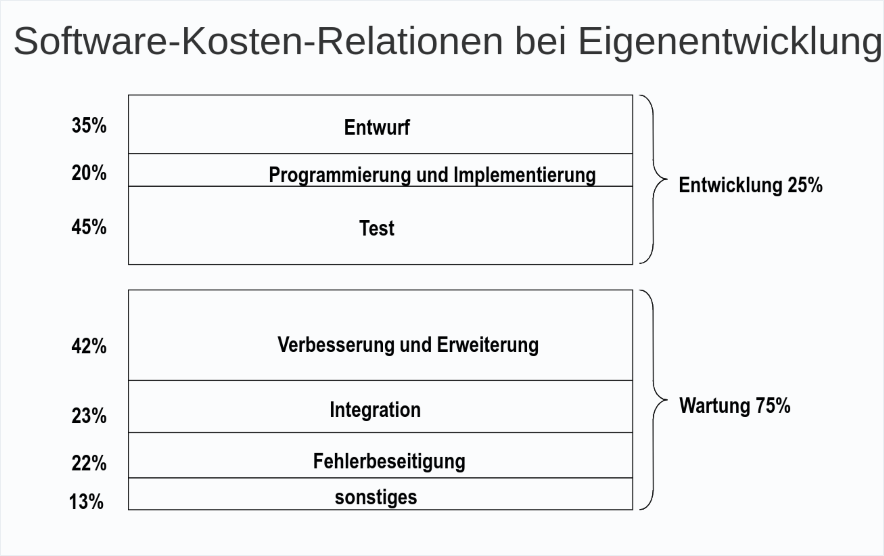 Software-Kosten-Relationen bei Eigenentwicklung
35% Entwurf
20% Programmierung und Implementierung
Entwicklung 25%
45% Test
42% Verbesserung und Erweiterung
Wartung 75%
23% Integration
22% Fehlerbeseitigung
13% sonstiges